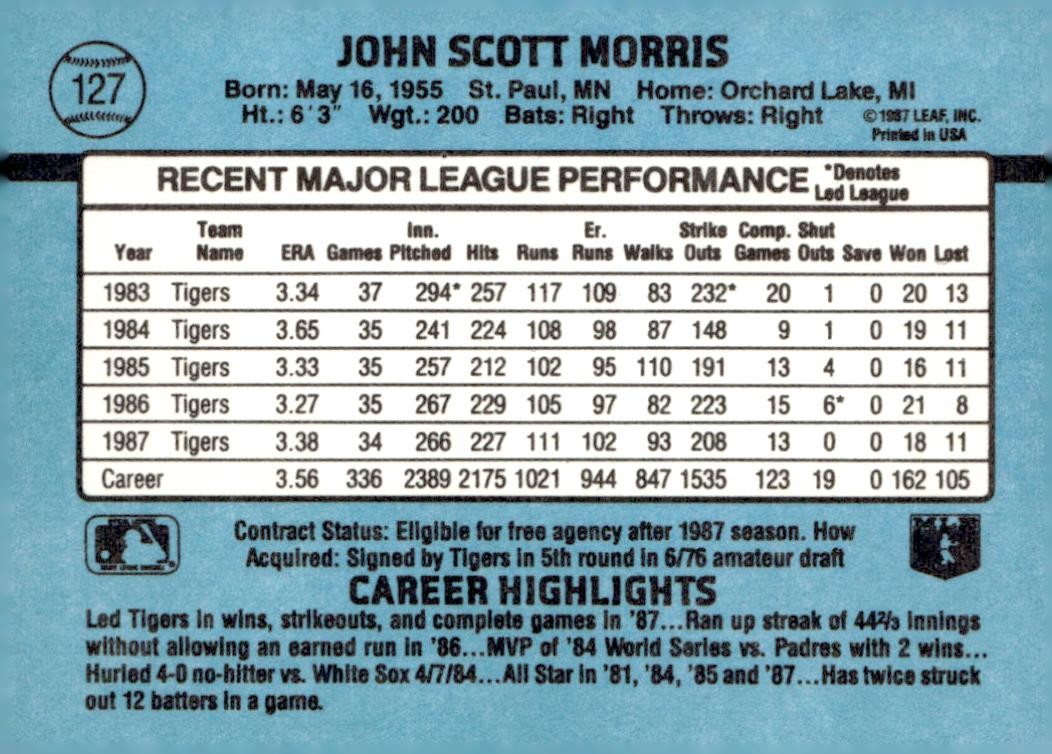 JOHN SCOTT MORRIS
127
Born: May 16, 1955 St. Paul, MN Home: Orchard Lake, MI
Ht.: 6' 3" Wgt.: 200 Bats: Right Throws: Right ©1987 LEAF, INC.
Printed in USA
RECENT MAJOR LEAGUE PERFORMANCE *Denotes Led League
Year Team Name ERA Games Inn. Pitched Hits Runs Er. Runs Walks Strike Outs Comp. Games Shut Outs Save Won Lost
1983 Tigers 3.34 37 294* 257 117 109 83 232* 20 1 0 20 13
1984 Tigers 3.65 35 241 224 108 98 87 148 9 1 0 19 11
1985 Tigers 3.33 35 257 212 102 95 110 191 13 4 0 16 11
1986 Tigers 3.27 35 267 229 105 97 82 223 15 6* 0 21 8
1987 Tigers 3.38 34 266 227 111 102 93 208 13 0 0 18 11
Career 3.56 336 2389 2175 1021 944 847 1535 123 19 0 162 105
Contract Status: Eligible for free agency after 1987 season. How
Acquired: Signed by Tigers in 5th round in 6/76 amateur draft
CAREER HIGHLIGHTS
Led Tigers in wins, strikeouts, and complete games in '87...Ran up streak of 44⅔ innings
without allowing an earned run in '86...MVP of '84 World Series vs. Padres with 2 wins...
Hurled 4-0 no-hitter vs. White Sox 4/7/84...All Star in '81, '84, '85 and '87...Has twice struck
out 12 batters in a game.